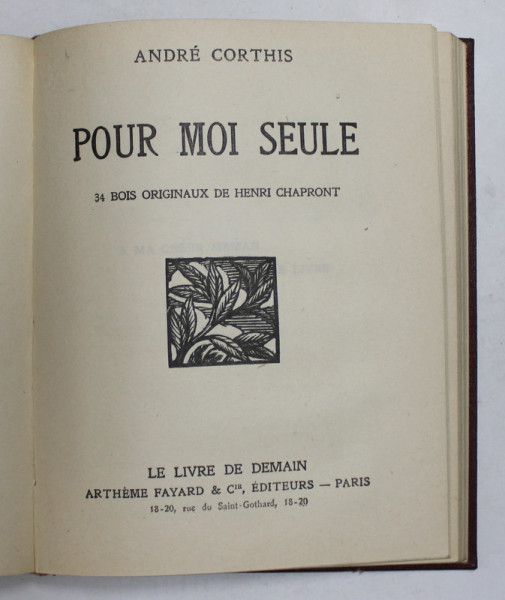 ANDRÉ CORTHIS
POUR MOI SEULE
34 BOIS ORIGINAUX DE HENRI CHAPRONT
LE LIVRE DE DEMAIN
ARTHÈME FAYARD & Cⁱᵉ, ÉDITEURS — PARIS
18-20, rue du Saint-Gothard, 18-20